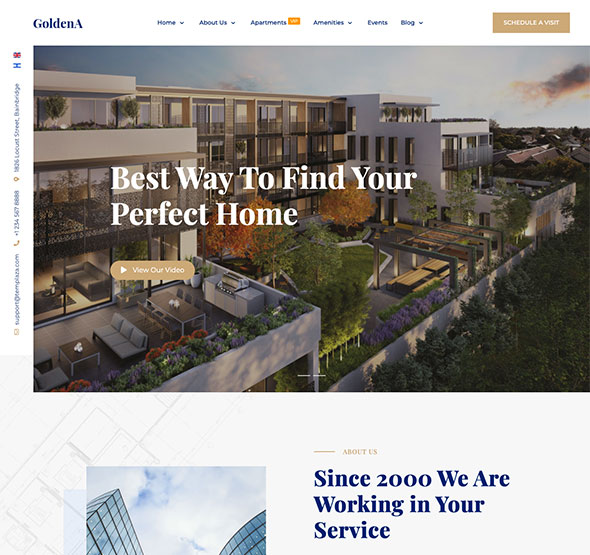 GoldenA
Home
About Us
Apartments
Amenities
Events
Blog
SCHEDULE A VISIT
1826 Locust Street, Bainbridge
+1 234 567 8888
support@templaza.com
Best Way To Find Your
Perfect Home
View Our Video
ABOUT US
Since 2000 We Are
Working in Your
Service